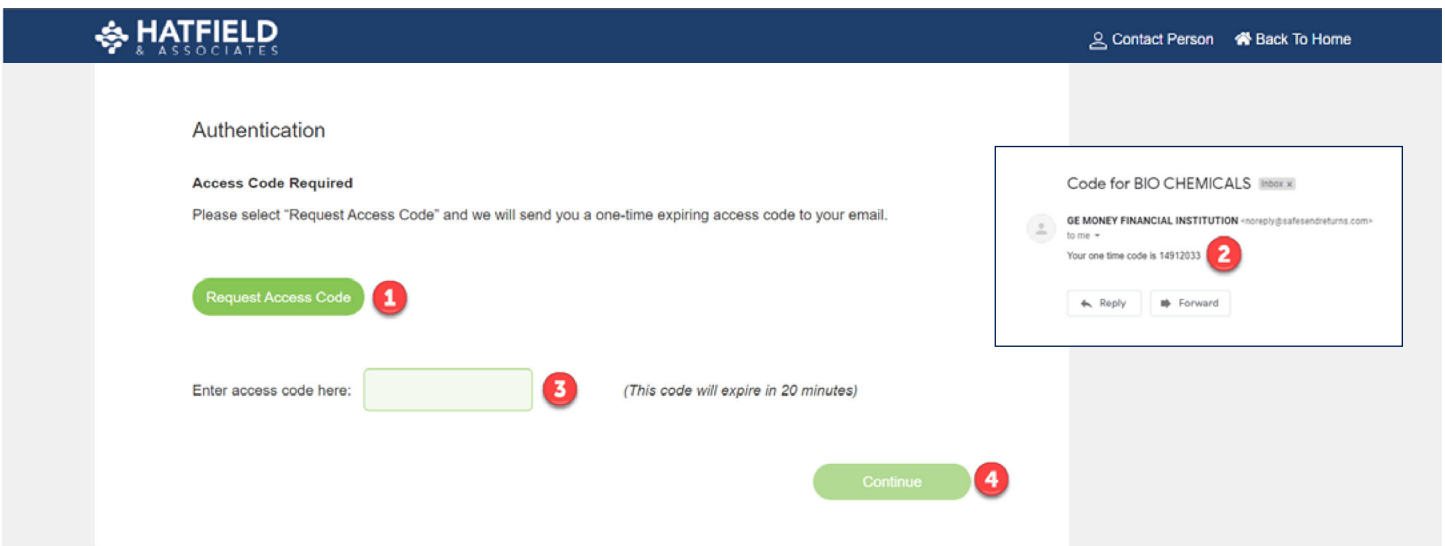 HATFIELD
& ASSOCIATES
Contact Person Back To Home
Authentication
Access Code Required
Please select “Request Access Code” and we will send you a one-time expiring access code to your email.
Request Access Code 1
Enter access code here: 3 (This code will expire in 20 minutes)
Continue 4
Code for BIO CHEMICALS Inbox x
GE MONEY FINANCIAL INSTITUTION <noreply@safesendreturns.com>
to me
Your one time code is 14912033 2
Reply Forward